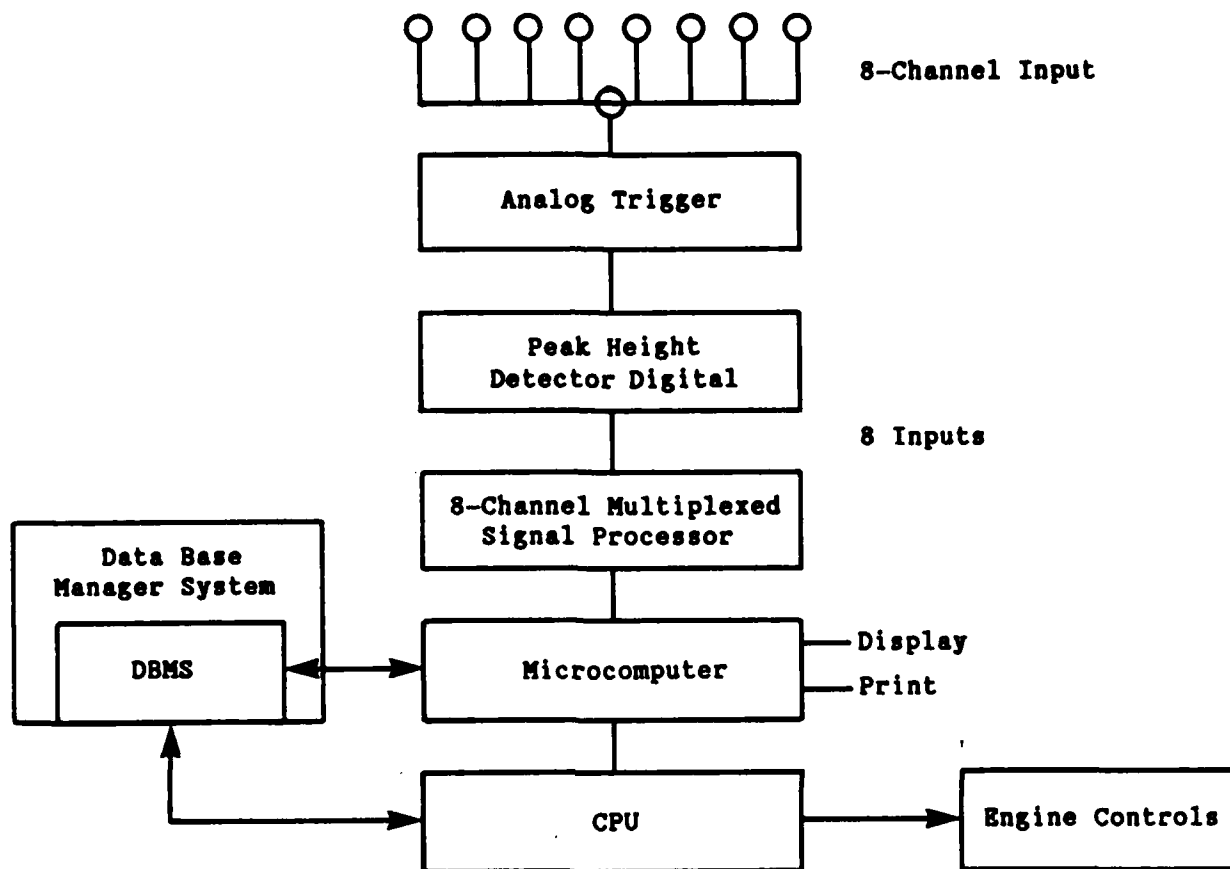 8-Channel Input
Analog Trigger
Peak Height
Detector Digital
8 Inputs
8-Channel Multiplexed
Signal Processor
Data Base
Manager System
DBMS
Microcomputer
Display
Print
CPU
Engine Controls